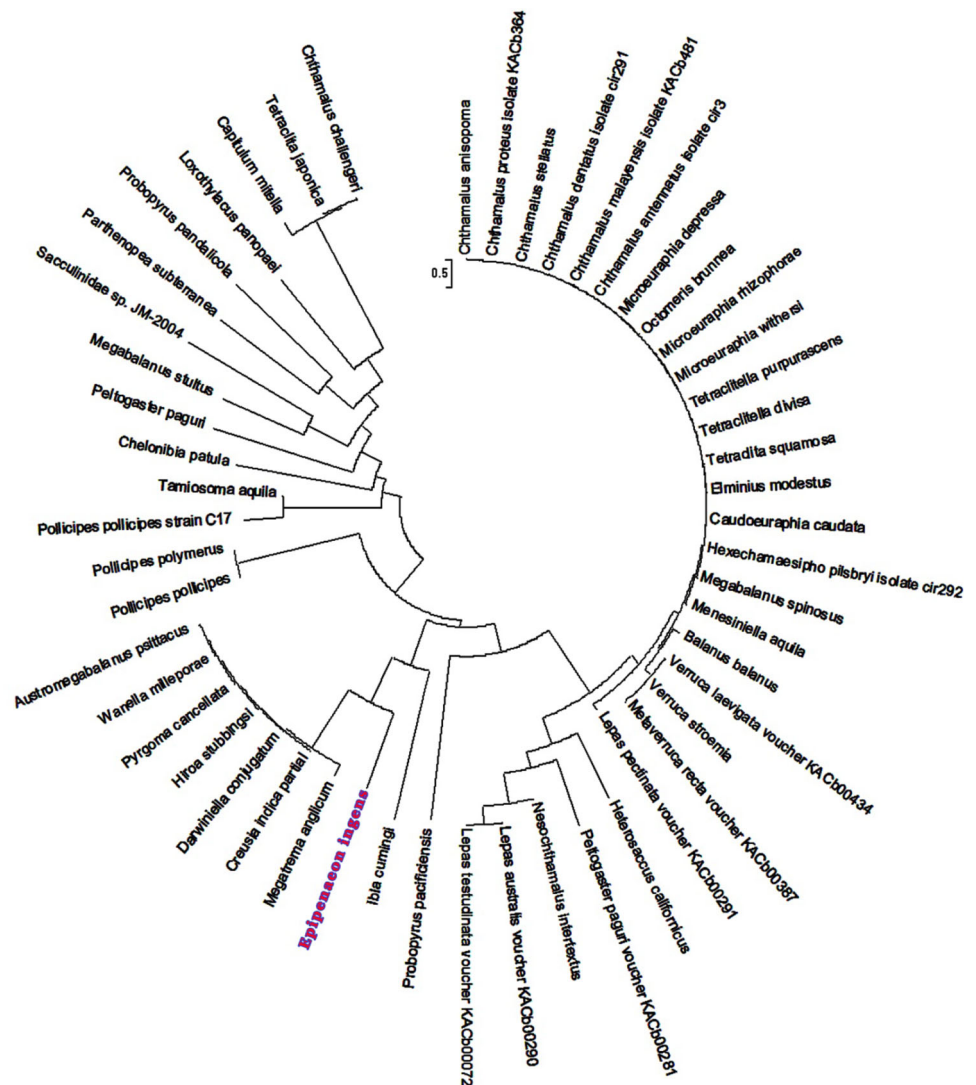 Chthamalus anisopoma
Chthamalus proteus isolate KACb364
Chthamalus stellatus
Chthamalus dentatus isolate cir291
Chthamalus malayensis isolate KACb481
Chthamalus antennatus isolate cir3
Microeuraphia depressa
Octomeris brunnea
Microeuraphia rhizophorae
Microeuraphia withersi
Tetraclitella purpurascens
Tetraclitella divisa
Tetraclita squamosa
Elminius modestus
Caudoeuraphia caudata
Hexechamaesipho pilsbryi isolate cir292
Megabalanus spinosus
Menesiniella aquila
Balanus balanus
Verruca laevigata voucher KACb00434
Verruca stroemia
Metaverruca recta voucher KACb00387
Lepas pectinata voucher KACb00291
Heterosaccus californicus
Peltogaster paguri voucher KACb00281
Nesochthamalus intertextus
Lepas australis voucher KACb00290
Lepas testudinata voucher KACb00072
Probopyrus pacificiensis
Ibla cumingi
Epipenaeon ingens
Megatrema anglicum
Creusia indica partial
Darwiniella conjugatum
Hiroa stubbingsi
Pyrgoma cancellata
Wanella milleporae
Austromegabalanus psittacus
Pollicipes pollicipes
Pollicipes polymerus
Pollicipes pollicipes strain C17
Tamiosoma aquila
Chelonibia patula
Peltogaster paguri
Megabalanus stultus
Sacculinidae sp. JM-2004
Parthenopea subterranea
Probopyrus pandalicola
Loxothylacus panopaei
Capitulum mitella
Tetraclita japonica
Chthamalus challengeri
0.5